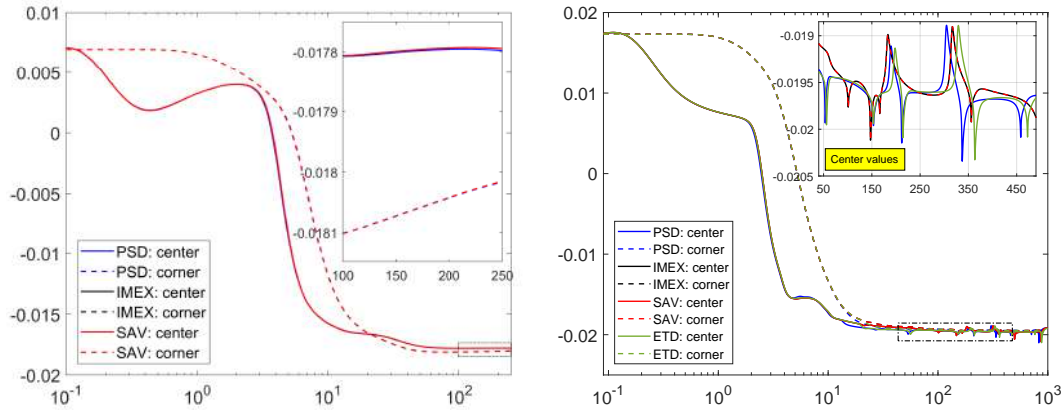 0.01
0.005
0
-0.005
-0.01
-0.015
-0.02
10^-1
10^0
10^1
10^2
-0.0178
-0.0179
-0.018
-0.0181
100
150
200
250
PSD: center
PSD: corner
IMEX: center
IMEX: corner
SAV: center
SAV: corner
0.02
0.01
0
-0.01
-0.02
10^-1
10^0
10^1
10^2
10^3
-0.019
-0.0195
-0.02
-0.0205
50
150
250
350
450
Center values
PSD: center
PSD: corner
IMEX: center
IMEX: corner
SAV: center
SAV: corner
ETD: center
ETD: corner